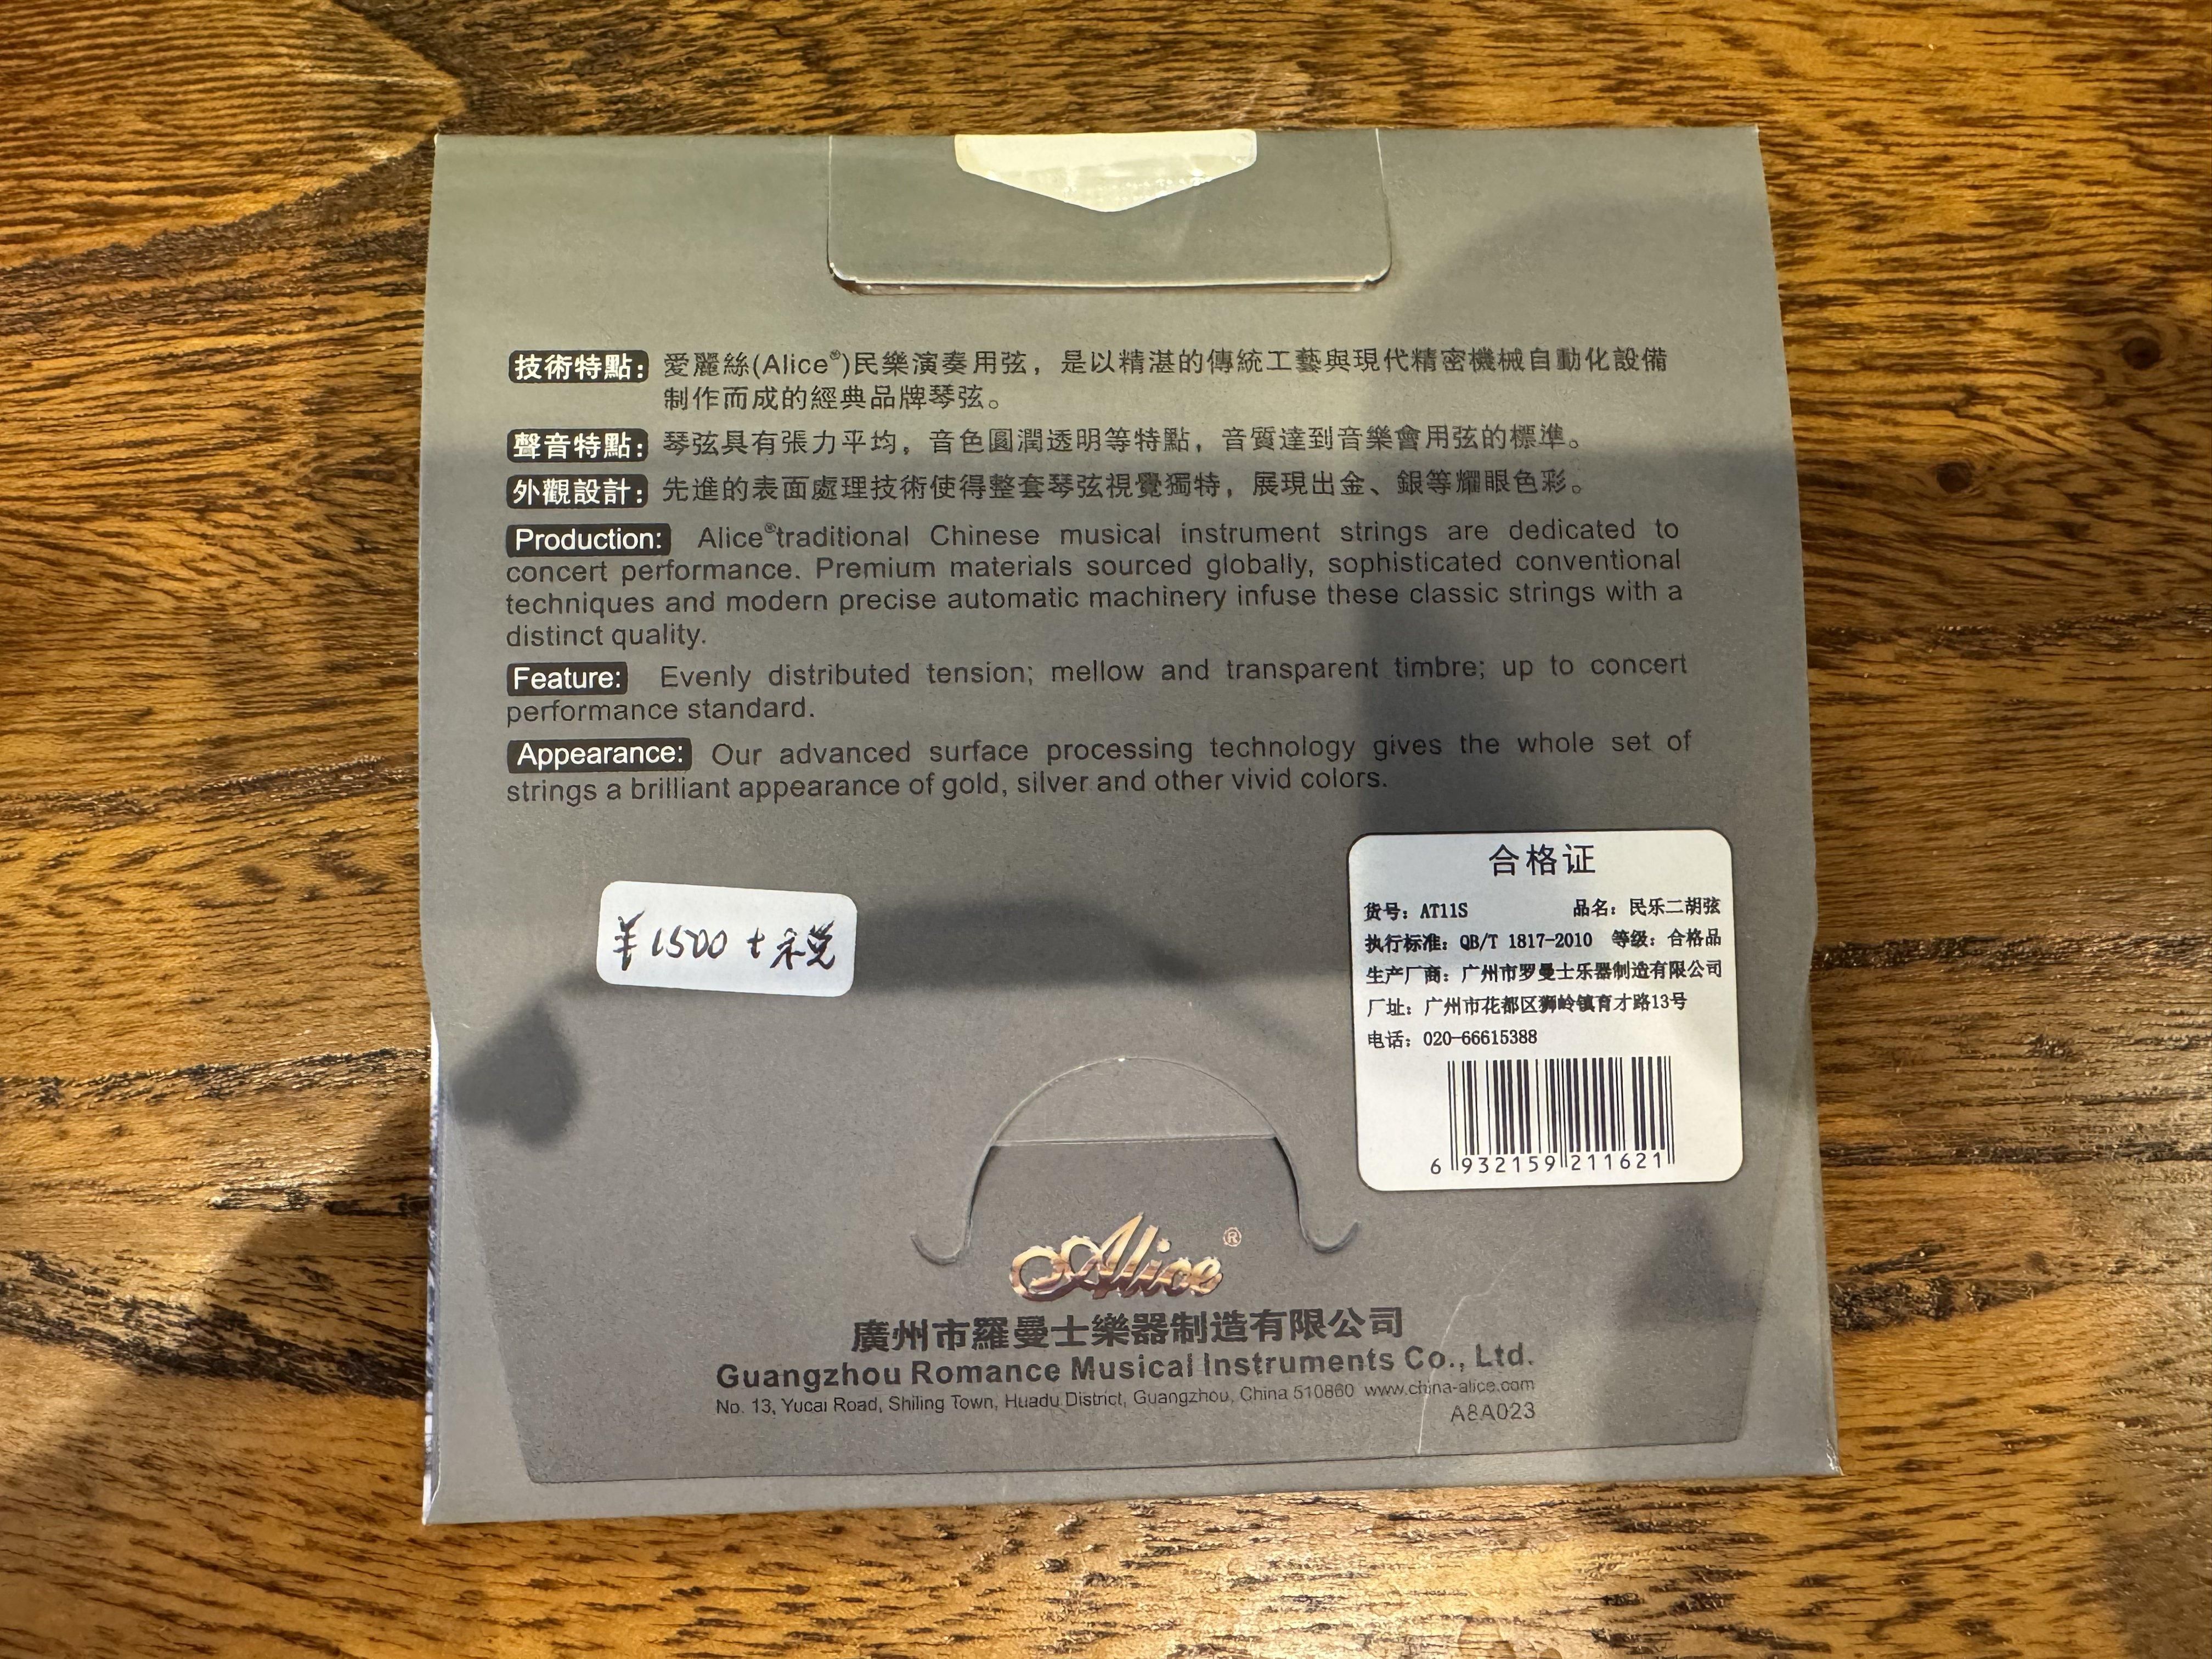 技術特點： 愛麗絲(Alice®)民樂演奏用弦，是以精湛的傳統工藝與現代精密機械自動化設備
制作而成的經典品牌琴弦。
聲音特點： 琴弦具有張力平均，音色圓潤透明等特點，音質達到音樂會用弦的標準。
外觀設計： 先進的表面處理技術使得整套琴弦視覺獨特，展現出金、銀等耀眼色彩。
Production: Alice®traditional Chinese musical instrument strings are dedicated to
concert performance. Premium materials sourced globally, sophisticated conventional
techniques and modern precise automatic machinery infuse these classic strings with a
distinct quality.
Feature: Evenly distributed tension; mellow and transparent timbre; up to concert
performance standard.
Appearance: Our advanced surface processing technology gives the whole set of
strings a brilliant appearance of gold, silver and other vivid colors.
¥1500+税
合格证
货号：AT11S 品名：民乐二胡弦
执行标准：QB/T 1817-2010 等级：合格品
生产厂商：广州市罗曼士乐器制造有限公司
厂址：广州市花都区狮岭镇育才路13号
电话：020-66615388
6 932159 211621
Alice®
廣州市羅曼士樂器制造有限公司
Guangzhou Romance Musical Instruments Co., Ltd.
No. 13, Yucai Road, Shiling Town, Huadu District, Guangzhou, China 510860 www.china-alice.com
A8A023